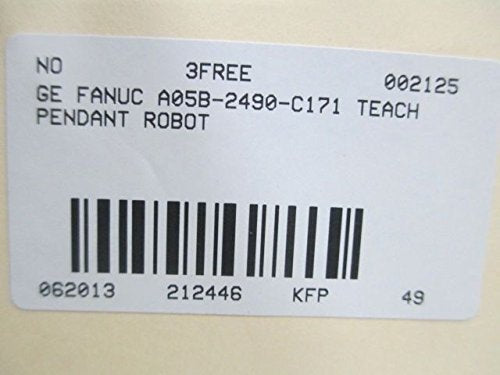 NO 3FREE 002125
GE FANUC A05B-2490-C171 TEACH
PENDANT ROBOT
062013 212446 KFP 49